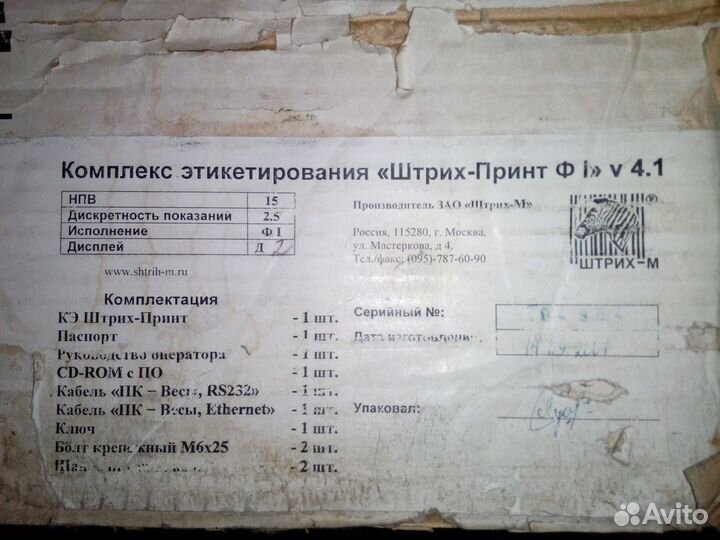 Комплекс этикетирования «Штрих-Принт Ф I» v 4.1
НПВ 15
Дискретность показаний 2.5
Исполнение Ф 1
Дисплей Д 2
www.shtrih-m.ru
Производитель ЗАО «Штрих-М»
Россия, 115280, г. Москва,
ул. Мастеркова, д 4.
Тел./факс: (095)-787-60-90
®
ШТРИХ-М
Комплектация
КЭ Штрих-Принт - 1 шт.
Паспорт - 1 шт.
Руководство оператора - 1 шт.
CD-ROM с ПО - 1 шт.
Кабель «ПК – Весы, RS232» - 1 шт.
Кабель «ПК – Весы, Ethernet» - 1 шт.
Ключ - 1 шт.
Болт крепежный М6х25 - 2 шт.
- 2 шт.
Серийный №:
Дата изготовления:
Упаковал:
Avito